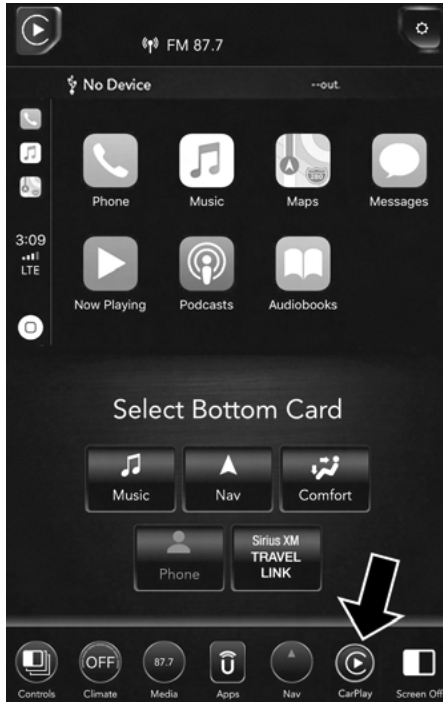 FM 87.7
No Device --out.
Phone Music Maps Messages
3:09
LTE
Now Playing Podcasts Audiobooks
Select Bottom Card
Music Nav Comfort
Phone
Sirius XM
TRAVEL
LINK
OFF 87.7
Controls Climate Media Apps Nav CarPlay Screen Off